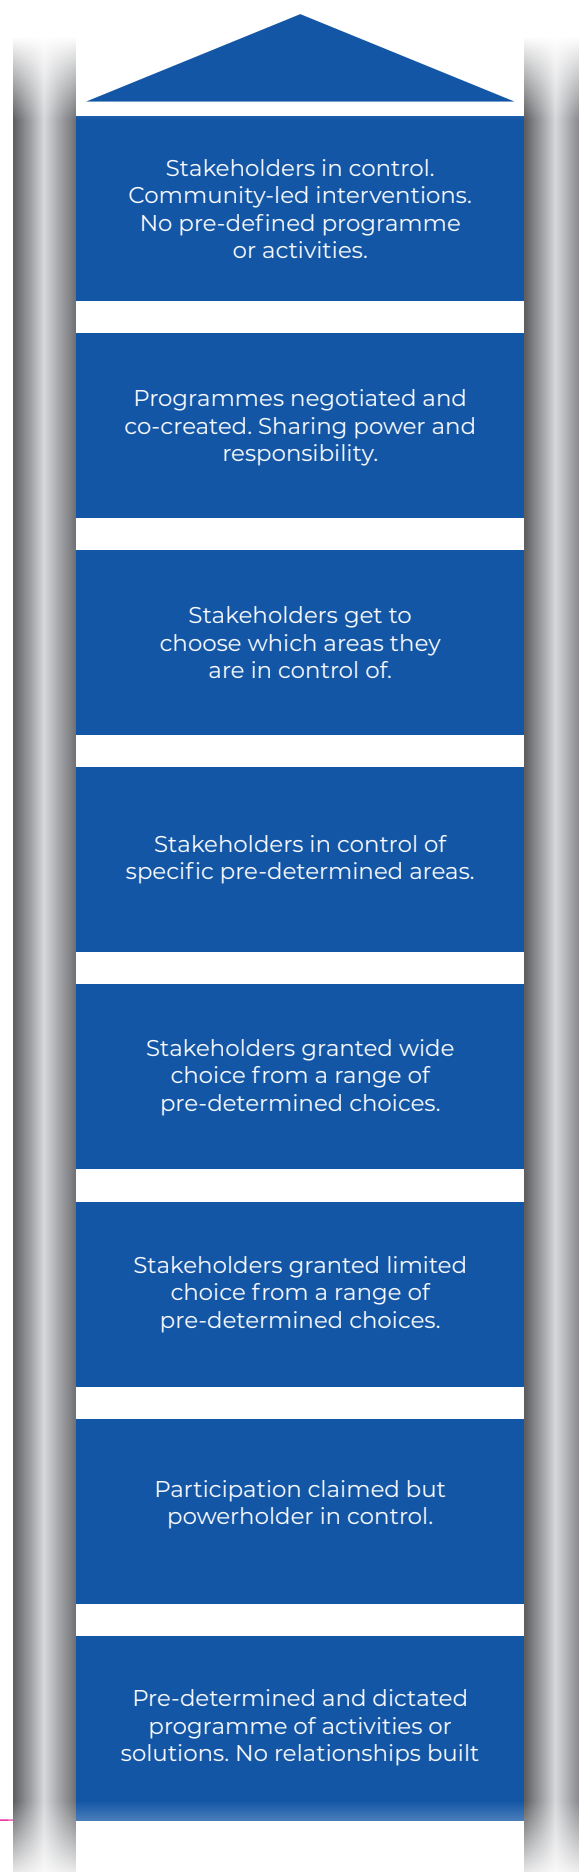 Stakeholders in control.
Community-led interventions.
No pre-defined programme
or activities.
Programmes negotiated and
co-created. Sharing power and
responsibility.
Stakeholders get to
choose which areas they
are in control of.
Stakeholders in control of
specific pre-determined areas.
Stakeholders granted wide
choice from a range of
pre-determined choices.
Stakeholders granted limited
choice from a range of
pre-determined choices.
Participation claimed but
powerholder in control.
Pre-determined and dictated
programme of activities or
solutions. No relationships built